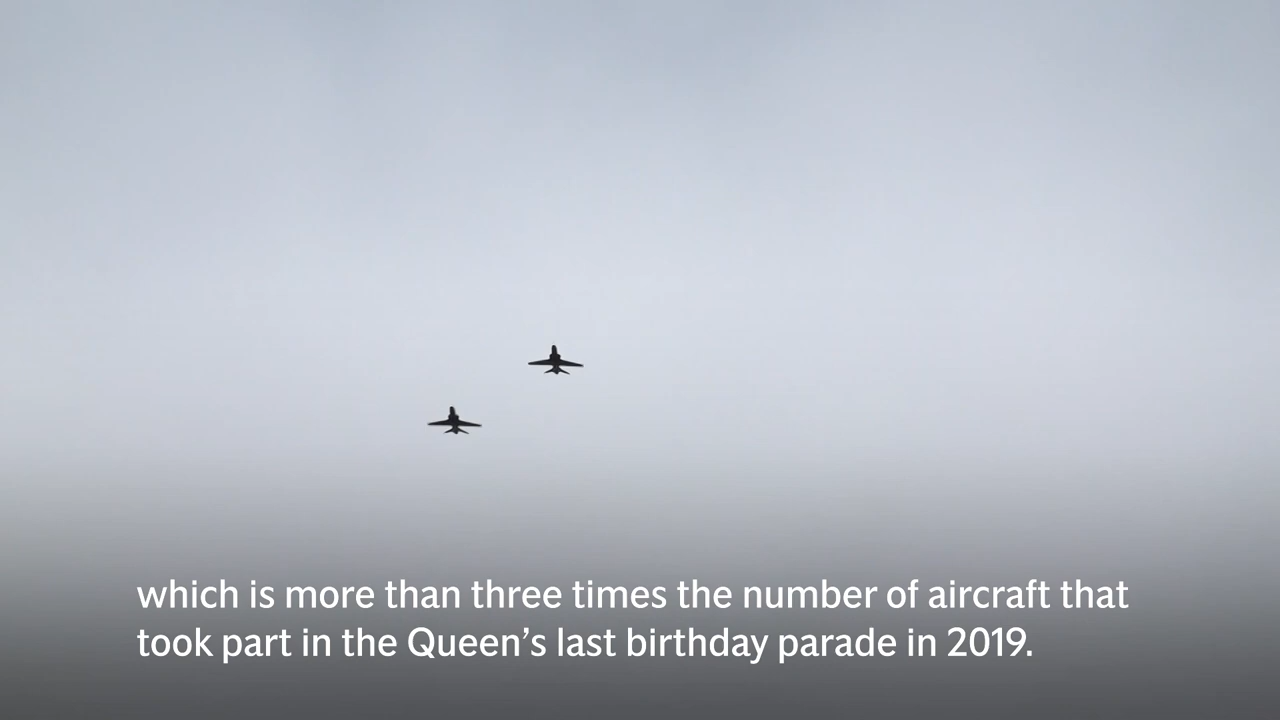 which is more than three times the number of aircraft that
took part in the Queen’s last birthday parade in 2019.